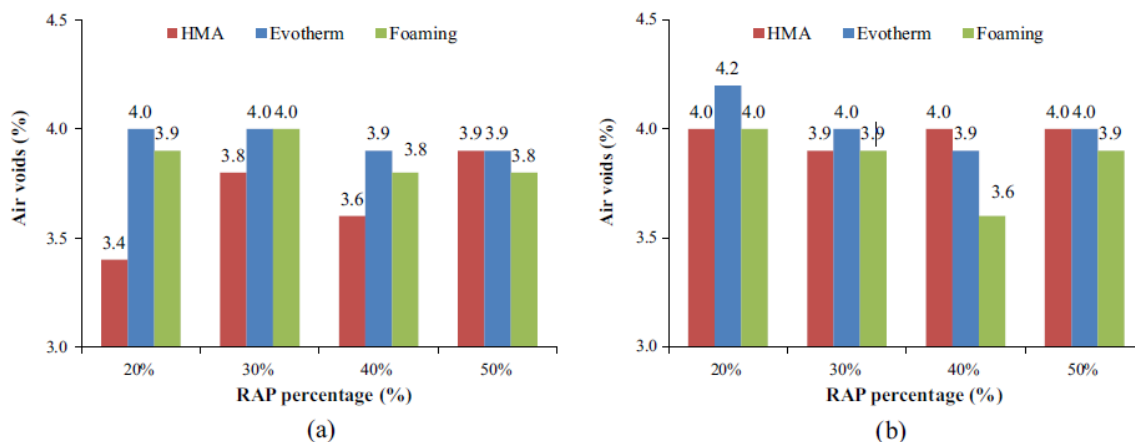 4.5
HMA Evotherm Foaming
4.0 3.9 4.0 4.0 3.9 3.8 3.9 3.9 3.8
3.8
3.6
3.4
4.0
3.5
3.0
Air voids (%)
20% 30% 40% 50%
RAP percentage (%)
(a)
4.5
HMA Evotherm Foaming
4.2
4.0 4.0 3.9 4.0 3.9 4.0 3.9 4.0 4.0 3.9
3.6
4.0
3.5
3.0
Air voids (%)
20% 30% 40% 50%
RAP percentage (%)
(b)